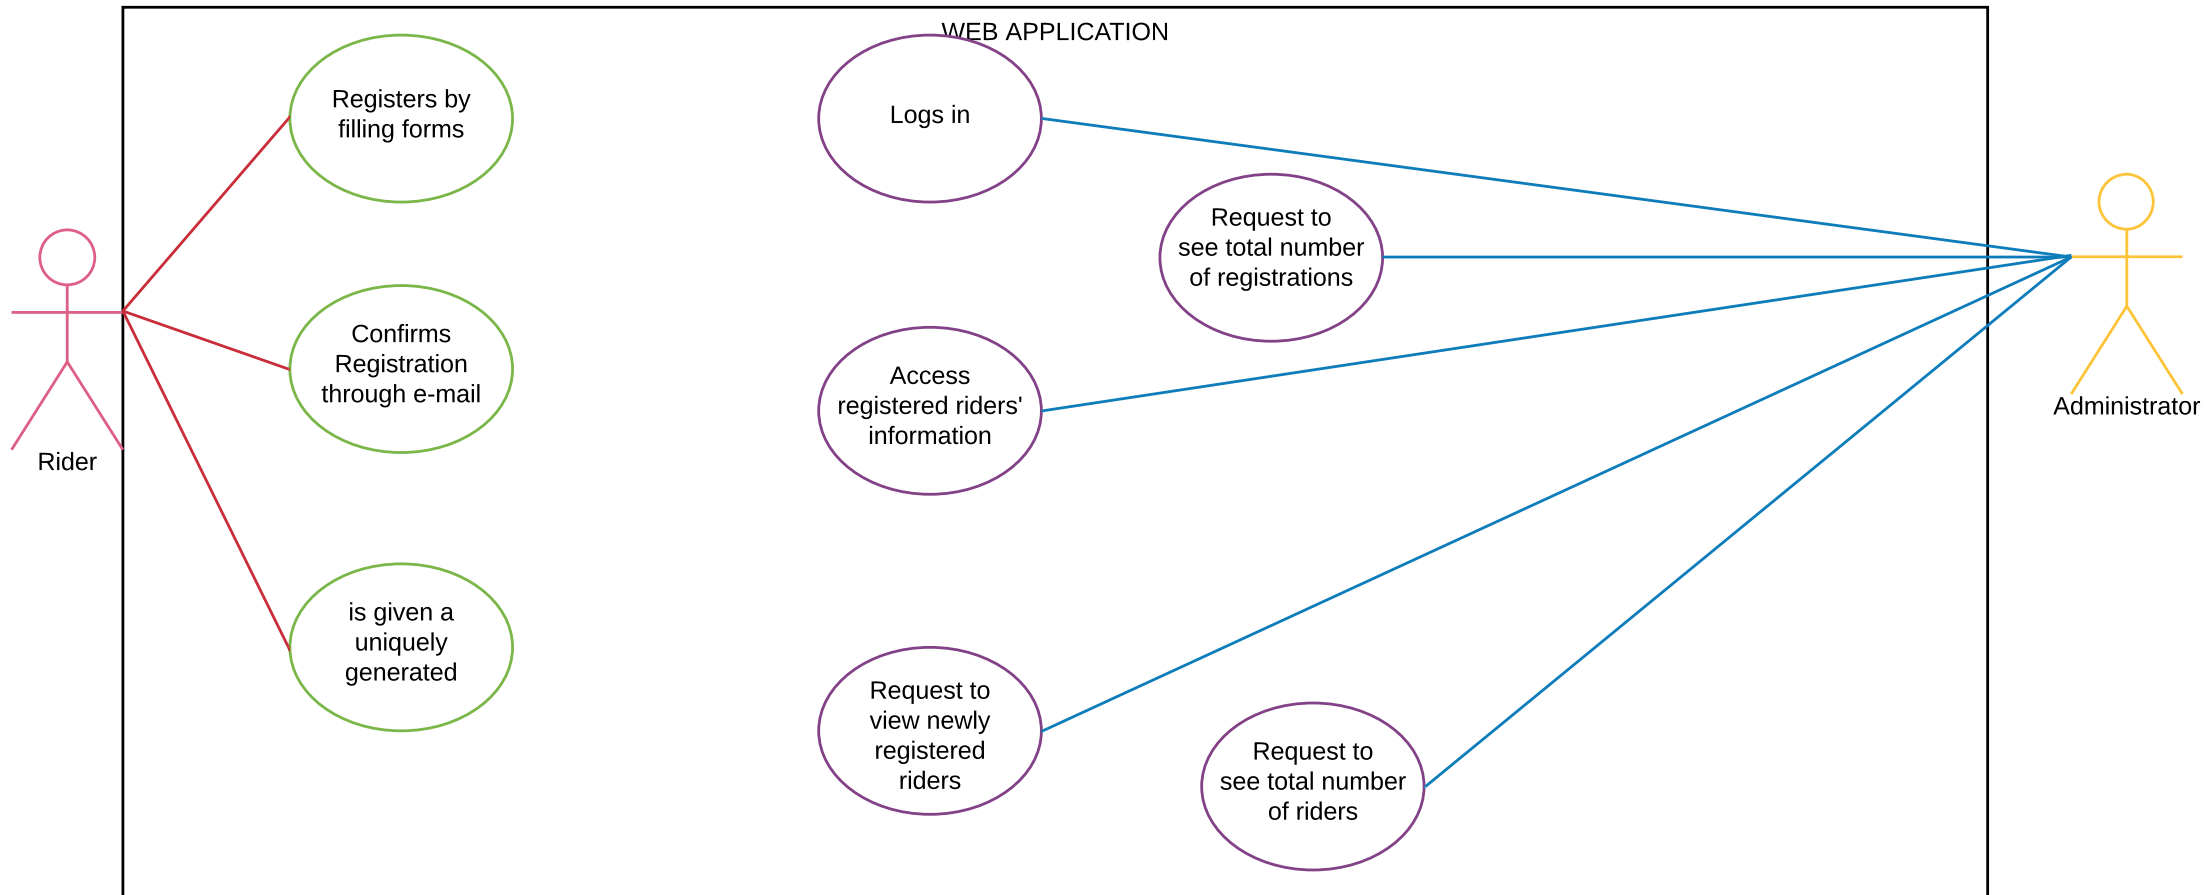 WEB APPLICATION
Registers by
filling forms
Logs in
Request to
see total number
of registrations
Confirms
Registration
through e-mail
Access
registered riders'
information
Rider
Administrator
is given a
uniquely
generated
Request to
view newly
registered
riders
Request to
see total number
of riders